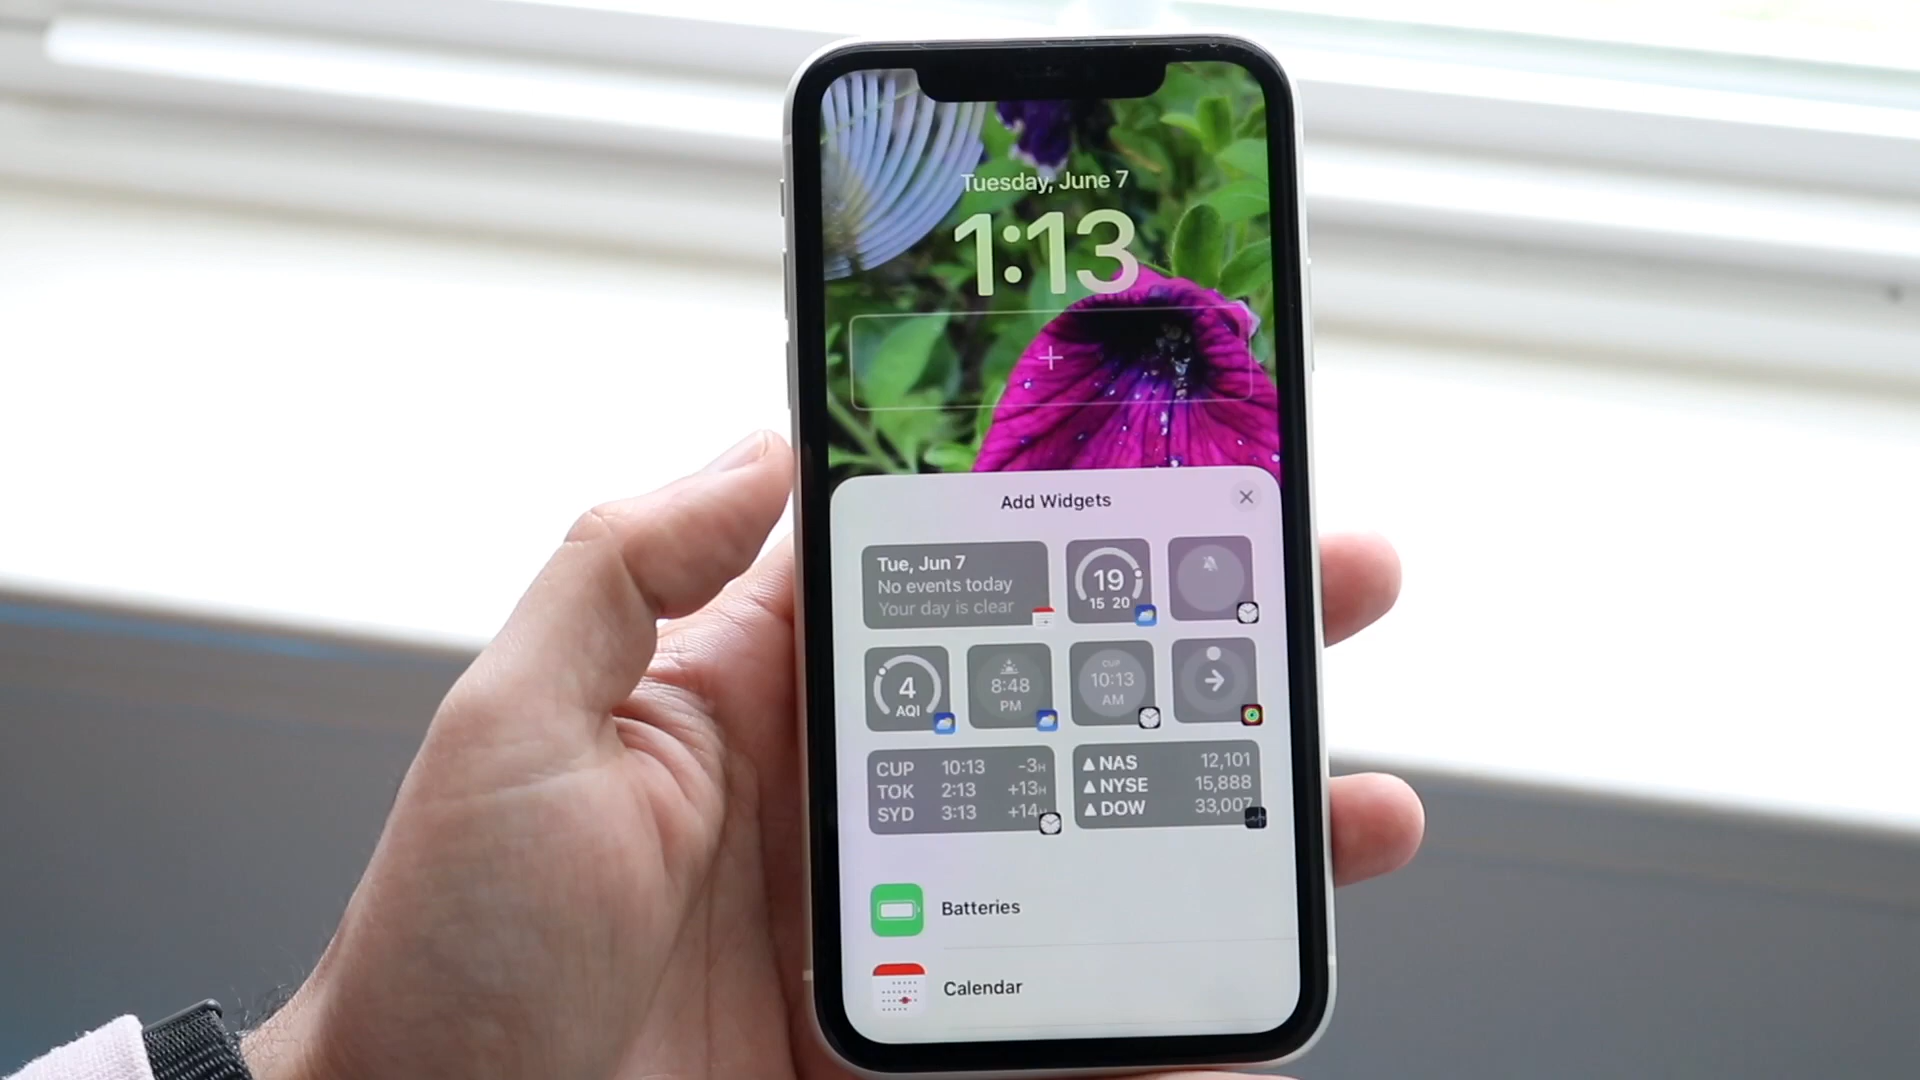 Tuesday, June 7
1:13
+
Add Widgets
Tue, Jun 7
No events today
Your day is clear
19
15 20
4
AQI
8:48
PM
CUP
10:13
AM
CUP 10:13 -3H
TOK 2:13 +13H
SYD 3:13 +14H
▲NAS 12,101
▲NYSE 15,888
▲DOW 33,007
Batteries
Calendar